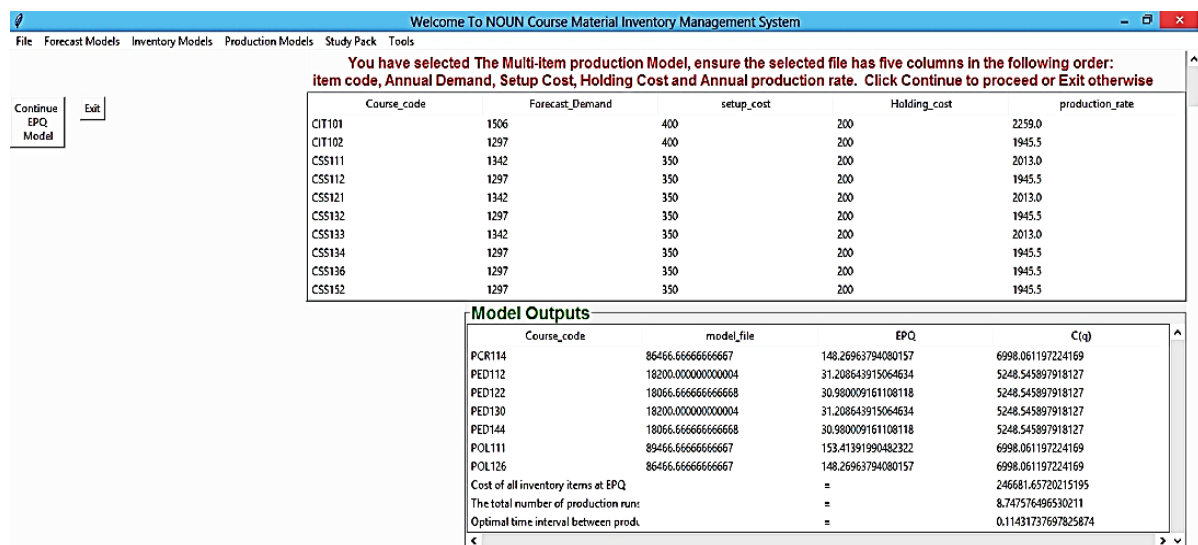 Welcome To NOUN Course Material Inventory Management System
File Forecast Models Inventory Models Production Models Study Pack Tools
You have selected The Multi-item production Model, ensure the selected file has five columns in the following order:
item code, Annual Demand, Setup Cost, Holding Cost and Annual production rate. Click Continue to proceed or Exit otherwise
Continue EPQ Model
Exit
Course_code Forecast_Demand setup_cost Holding_cost production_rate
CIT101 1506 400 200 2259.0
CIT102 1297 400 200 1945.5
CSS111 1342 350 200 2013.0
CSS112 1297 350 200 1945.5
CSS121 1342 350 200 2013.0
CSS132 1297 350 200 1945.5
CSS133 1342 350 200 2013.0
CSS134 1297 350 200 1945.5
CSS136 1297 350 200 1945.5
CSS152 1297 350 200 1945.5
Model Outputs
Course_code model_file EPQ C(q)
PCR114 86466.66666666667 148.26963794080157 6998.061197224169
PED112 18200.000000000004 31.208643915064634 5248.545897918127
PED122 18066.666666666668 30.980009161108118 5248.545897918127
PED130 18200.000000000004 31.208643915064634 5248.545897918127
PED144 18066.666666666668 30.980009161108118 5248.545897918127
POL111 89466.66666666667 153.41391990482322 6998.061197224169
POL126 86466.66666666667 148.26963794080157 6998.061197224169
Cost of all inventory items at EPQ = 246681.65720215195
The total number of production runs = 8.747576496530211
Optimal time interval between produ = 0.11431737697825874